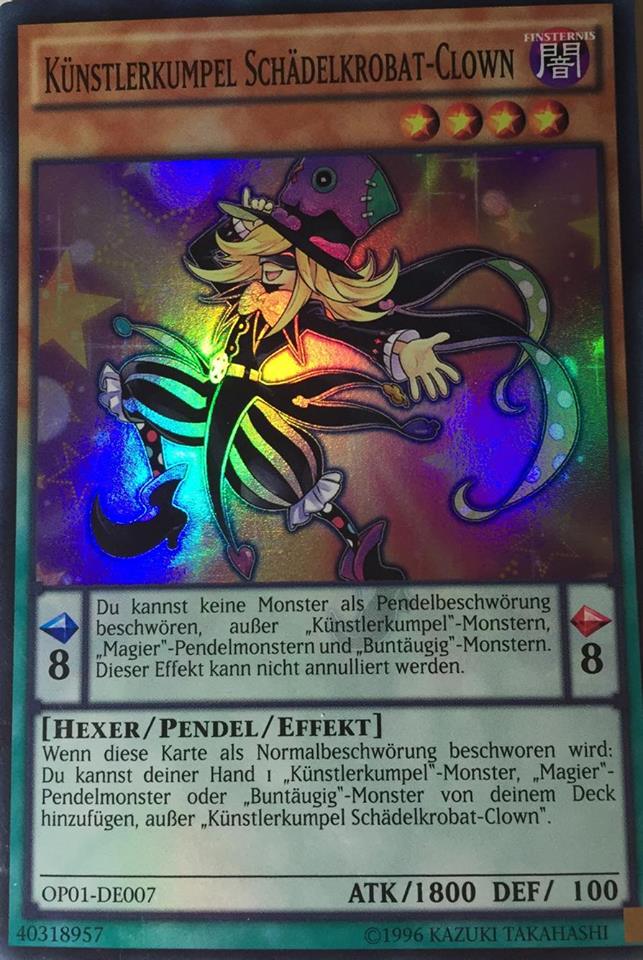 KÜNSTLERKUMPEL SCHÄDELKROBAT-CLOWN
FINSTERNIS
闇
Du kannst keine Monster als Pendelbeschwörung
beschwören, außer „Künstlerkumpel"-Monstern,
„Magier"-Pendelmonstern und „Buntäugig"-Monstern.
Dieser Effekt kann nicht annulliert werden.
8
8
[HEXER/PENDEL/EFFEKT]
Wenn diese Karte als Normalbeschwörung beschworen wird:
Du kannst deiner Hand 1 „Künstlerkumpel"-Monster, „Magier"-
Pendelmonster oder „Buntäugig"-Monster von deinem Deck
hinzufügen, außer „Künstlerkumpel Schädelkrobat-Clown".
OP01-DE007
ATK/1800 DEF/ 100
40318957
©1996 KAZUKI TAKAHASHI